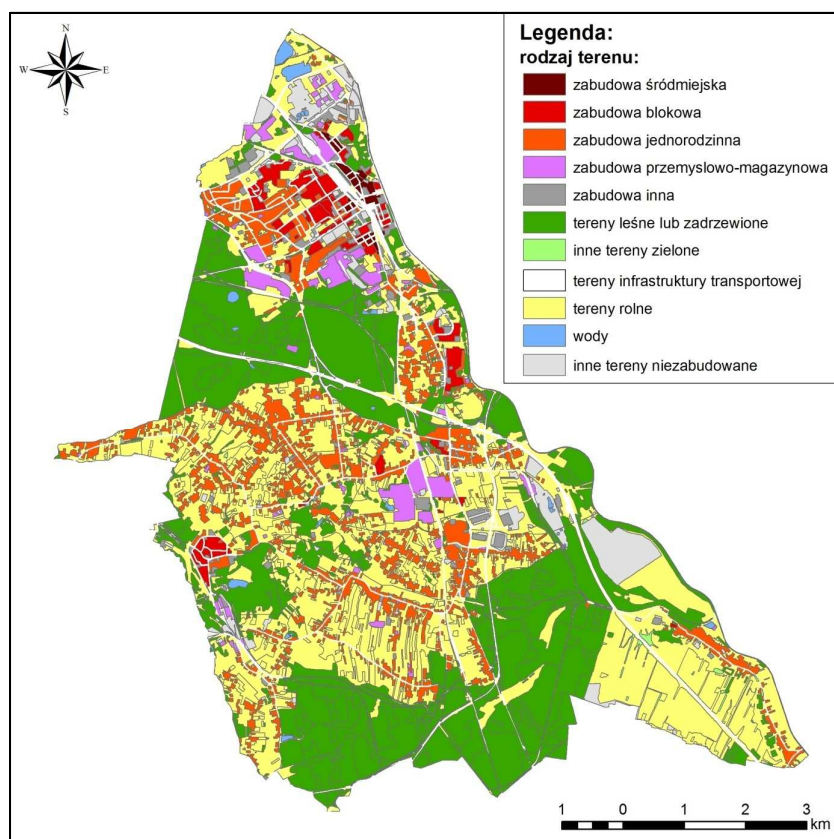 N
W
E
S
Legenda:
rodzaj terenu:
zabudowa śródmiejska
zabudowa blokowa
zabudowa jednorodzinna
zabudowa przemyslowo-magazynowa
zabudowa inna
tereny leśne lub zadrzewione
inne tereny zielone
tereny infrastruktury transportowej
tereny rolne
wody
inne tereny niezabudowane
1 0 1 2 3
km